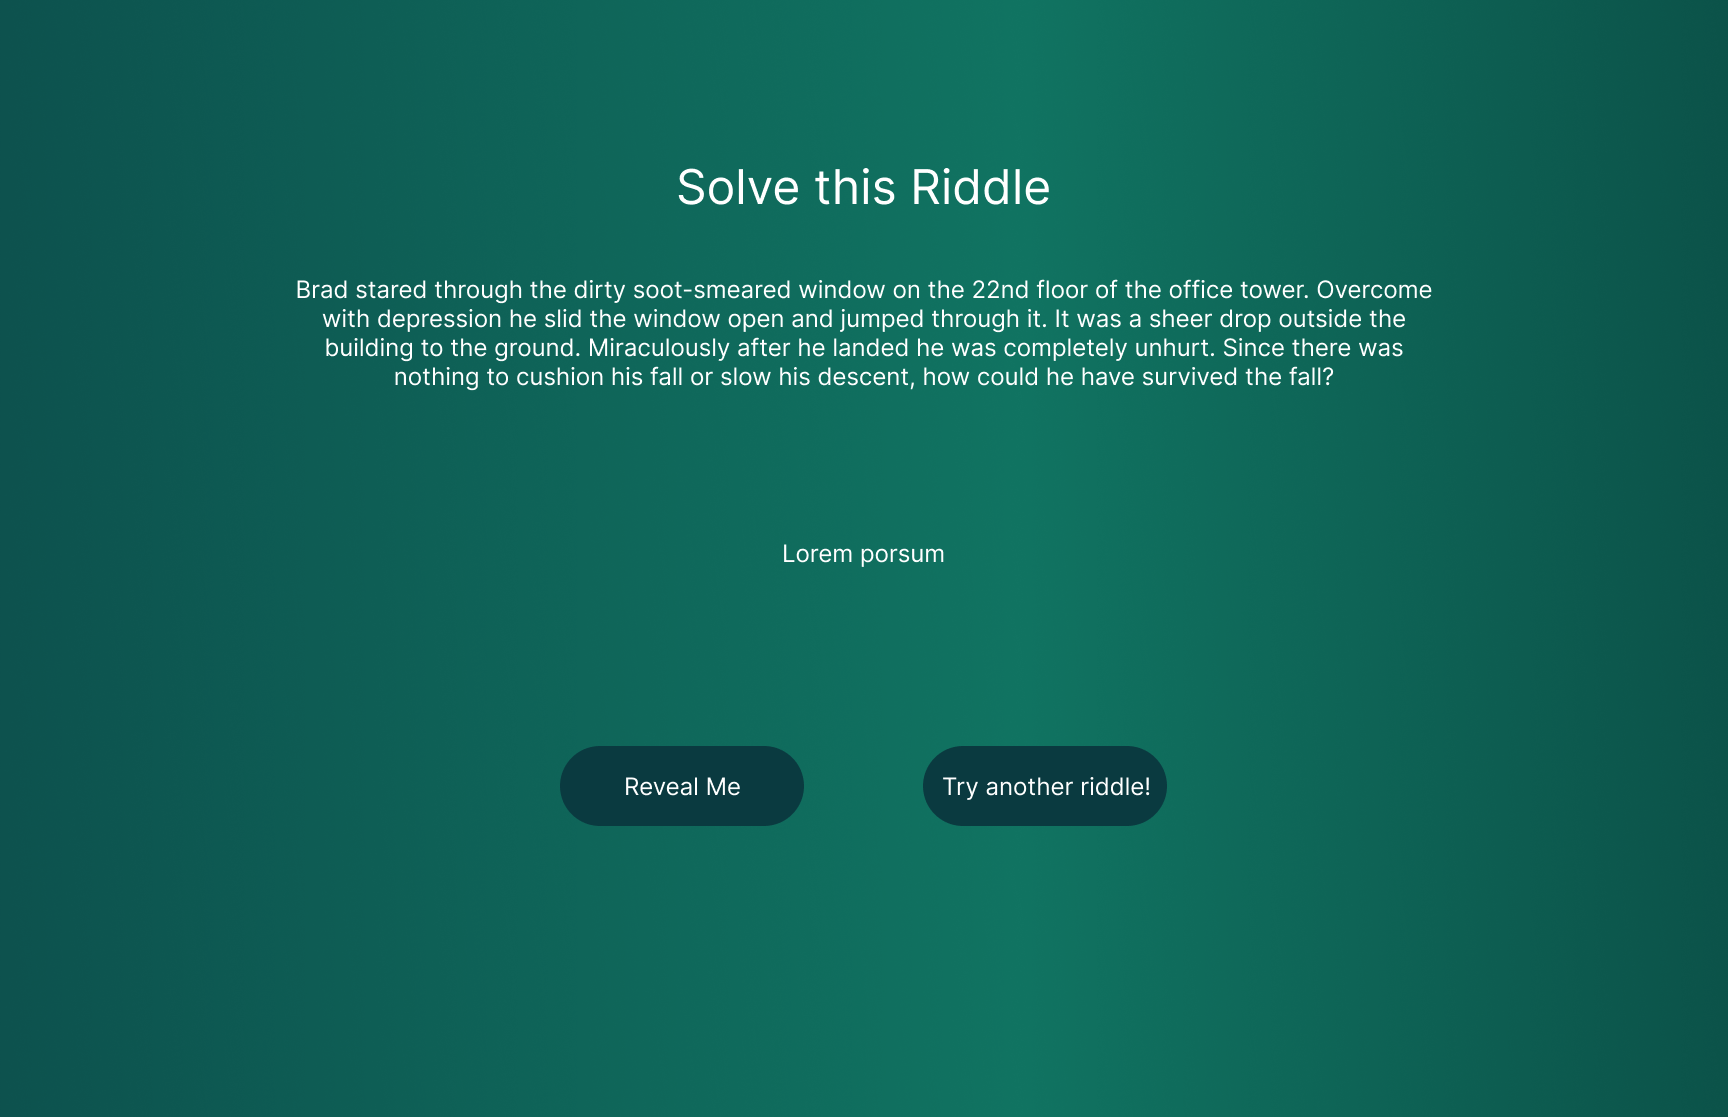 Solve this Riddle
Brad stared through the dirty soot-smeared window on the 22nd floor of the office tower. Overcome
with depression he slid the window open and jumped through it. It was a sheer drop outside the
building to the ground. Miraculously after he landed he was completely unhurt. Since there was
nothing to cushion his fall or slow his descent, how could he have survived the fall?
Lorem porsum
Reveal Me
Try another riddle!